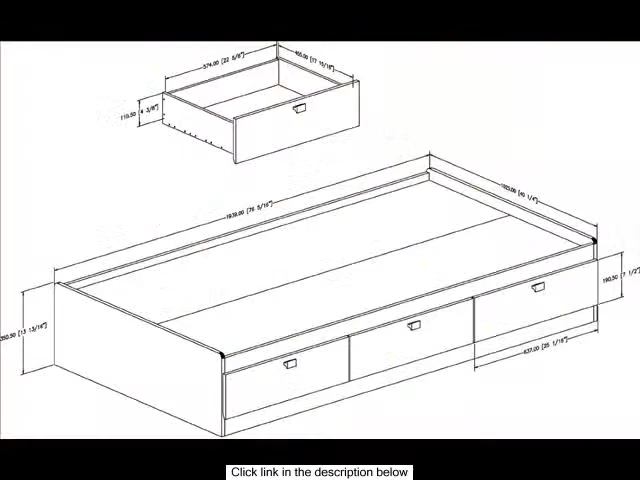 574.00 [22 5/8"]
455.00 [17 15/16"]
110.50 [4 3/8"]
1939.00 [76 5/16"]
1023.00 [40 1/4"]
190.50 [7 1/2"]
350.50 [13 13/16"]
637.00 [25 1/16"]
Click link in the description below